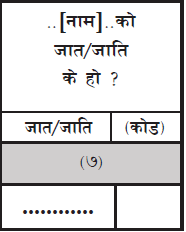 ..[नाम]..को
जात/जाति
के हो ?
जात/जाति (कोड)
(७)
............